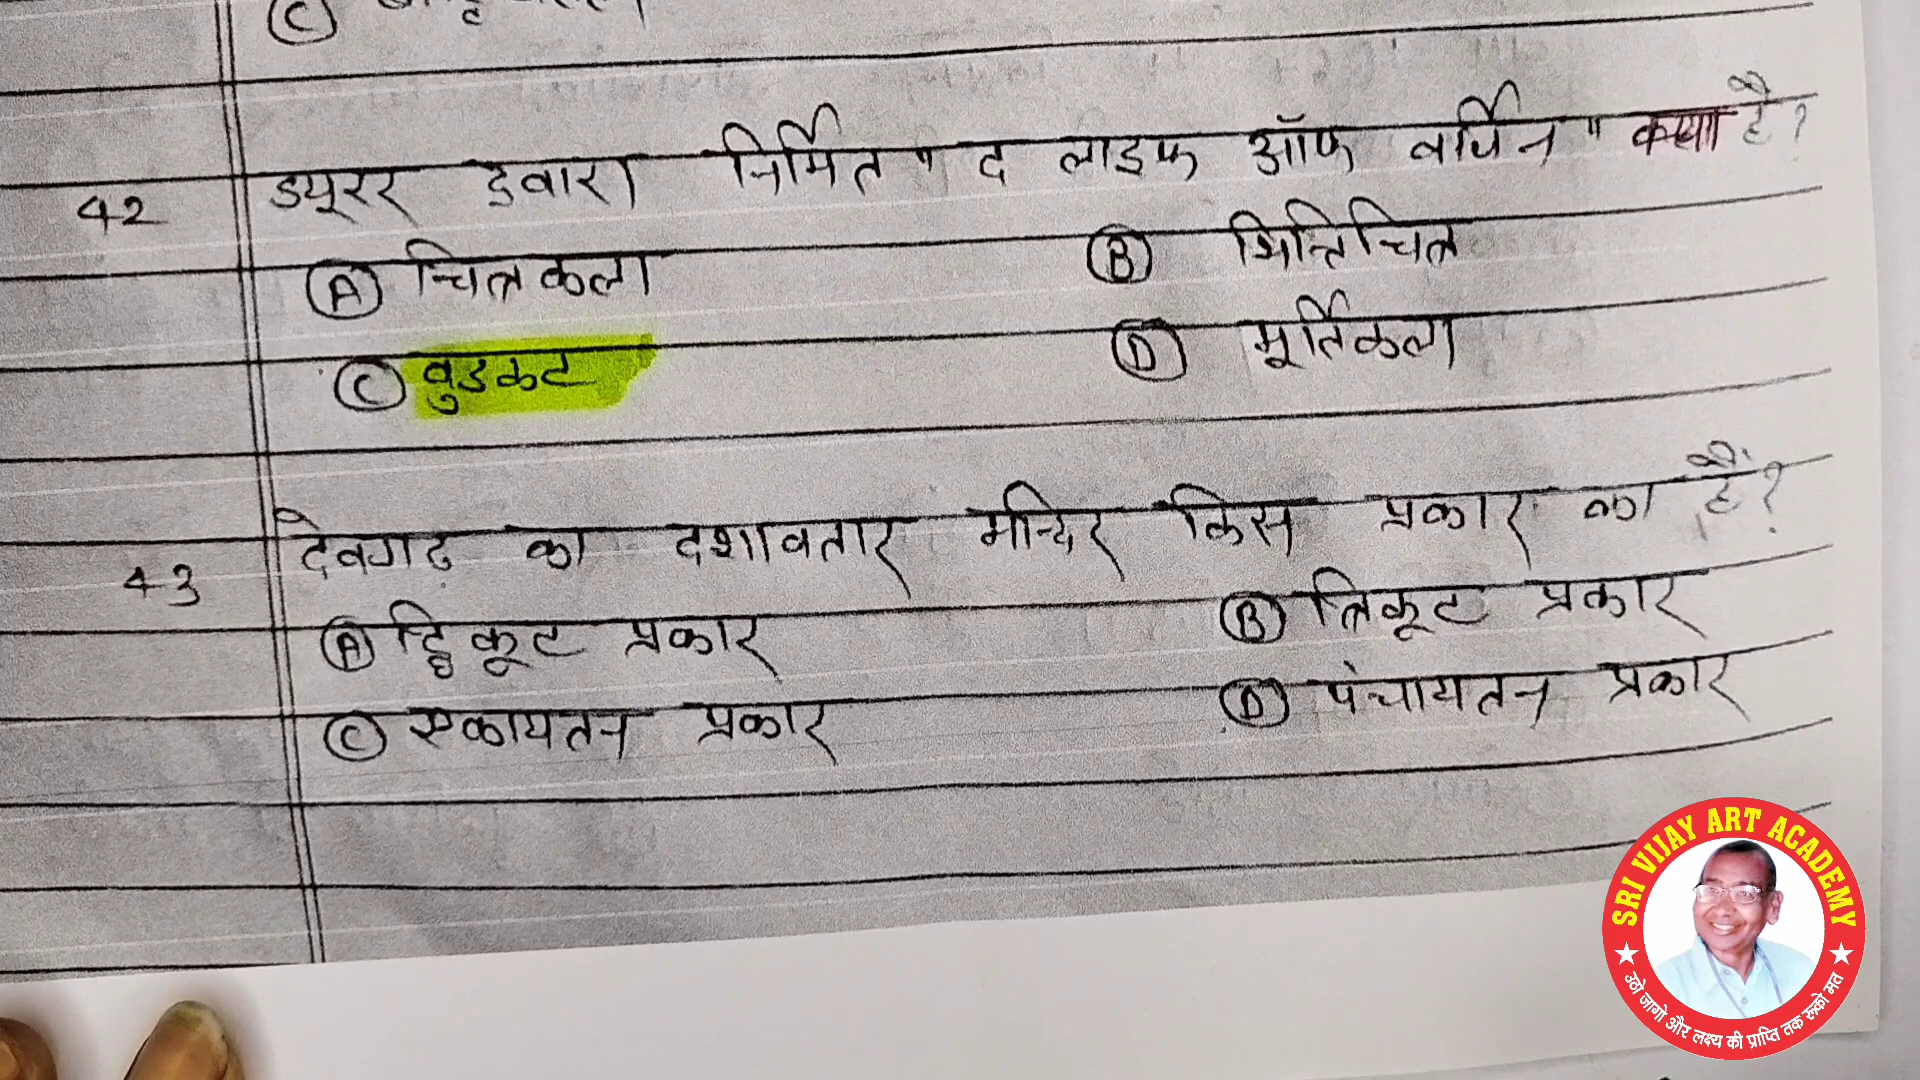 (C)
42 ड्यूरर द्वारा निर्मित "द लाइफ ऑफ वर्जिन" क्या है?
(A) चित्रकला (B) भित्तिचित्र
(C) वुडकट (D) मूर्तिकला
43 देवगढ का दशावतार मन्दिर किस प्रकार का है?
(A) द्विकूट प्रकार (B) त्रिकूट प्रकार
(C) एकायतन प्रकार (D) पंचायतन प्रकार
SRI VIJAY ART ACADEMY
उठो जागो और लक्ष्य की प्राप्ति तक रुको मत